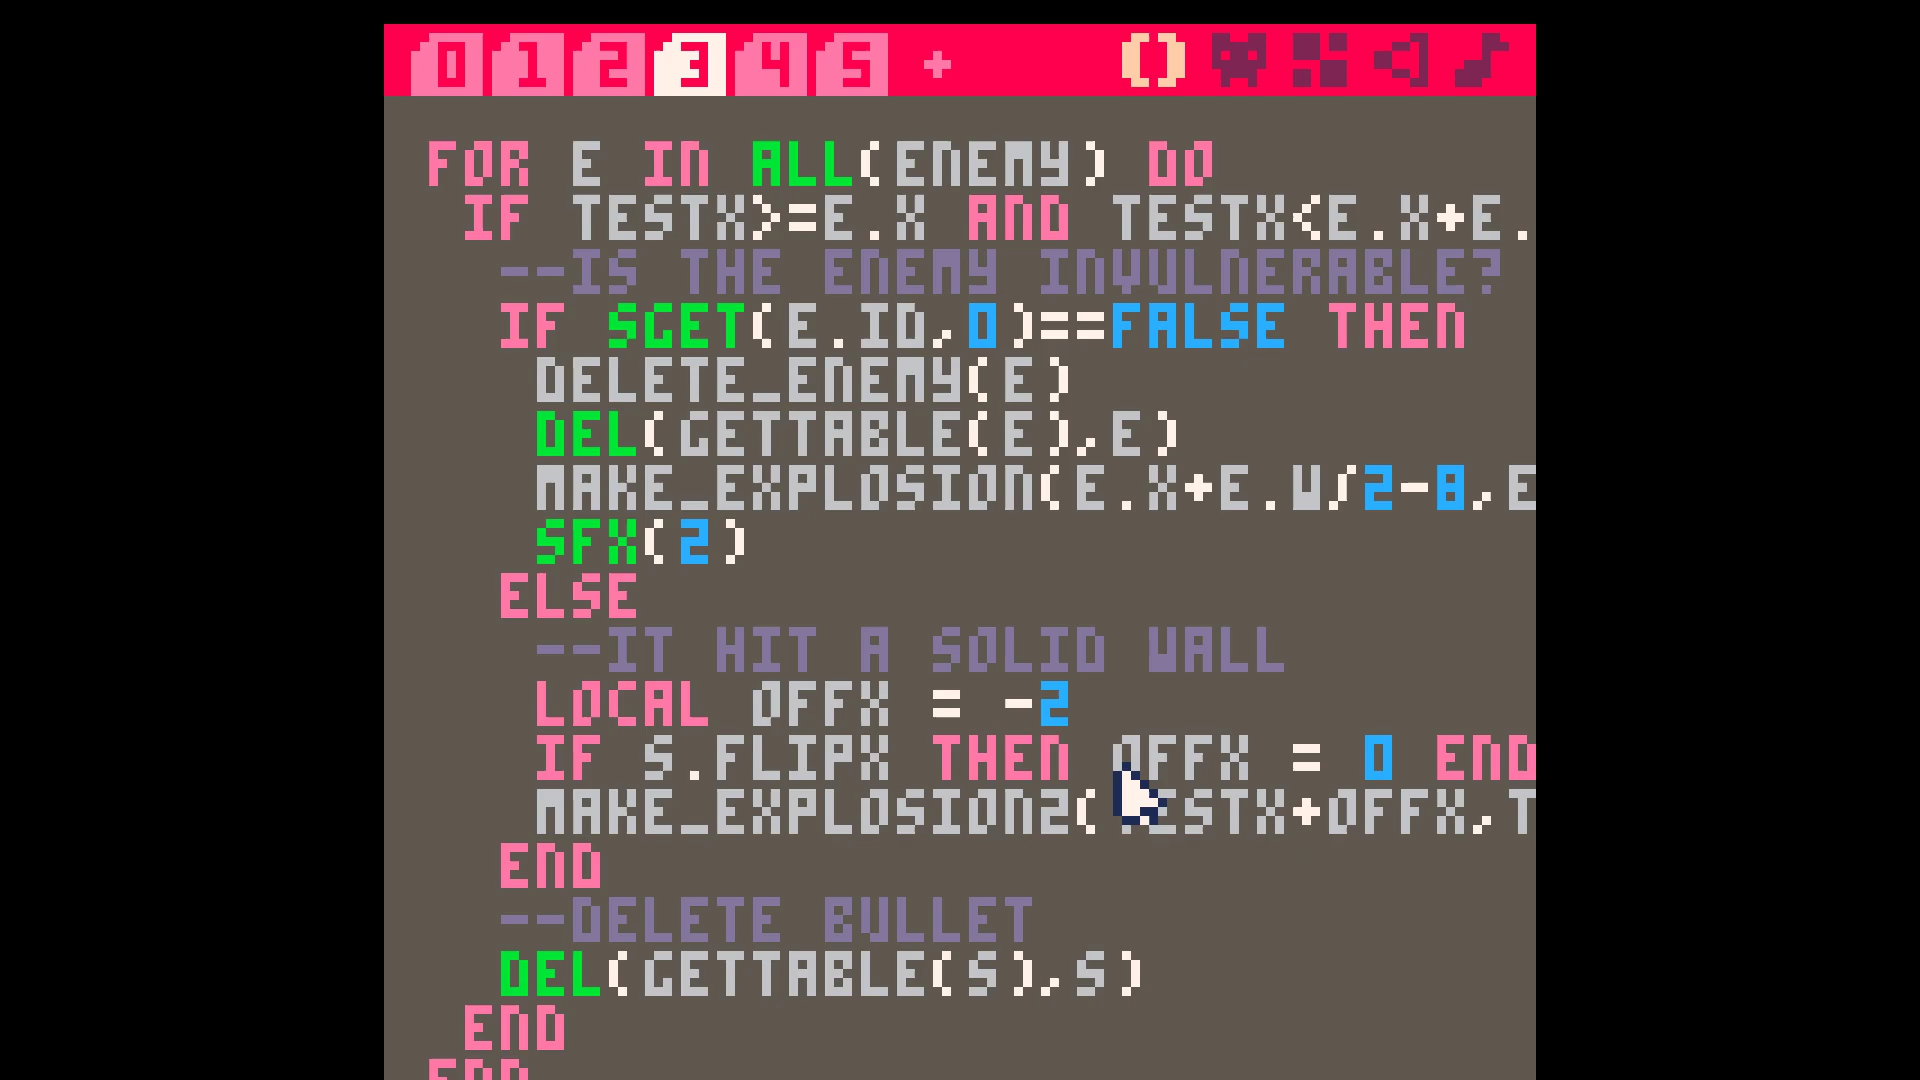 0 1 2 3 4 5 +
FOR E IN ALL(ENEMY) DO
IF TESTX>=E.X AND TESTX<E.X+E.
--IS THE ENEMY INVULNERABLE?
IF SGET(E.ID,0)==FALSE THEN
DELETE_ENEMY(E)
DEL(GETTABLE(E),E)
MAKE_EXPLOSION(E.X+E.W/2-8,E
SFX(2)
ELSE
--IT HIT A SOLID WALL
LOCAL OFFX = -2
IF S.FLIPX THEN OFFX = 0 END
MAKE_EXPLOSION2(TESTX+OFFX,T
END
--DELETE BULLET
DEL(GETTABLE(S),S)
END
END